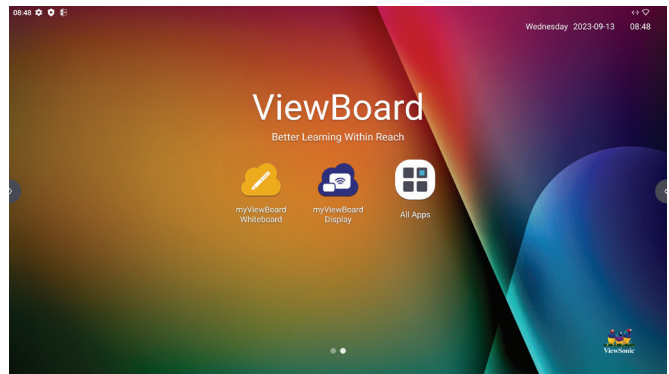 08:48
Wednesday 2023-09-13 08:48
ViewBoard
Better Learning Within Reach
myViewBoard
Whiteboard
myViewBoard
Display
All Apps
ViewSonic